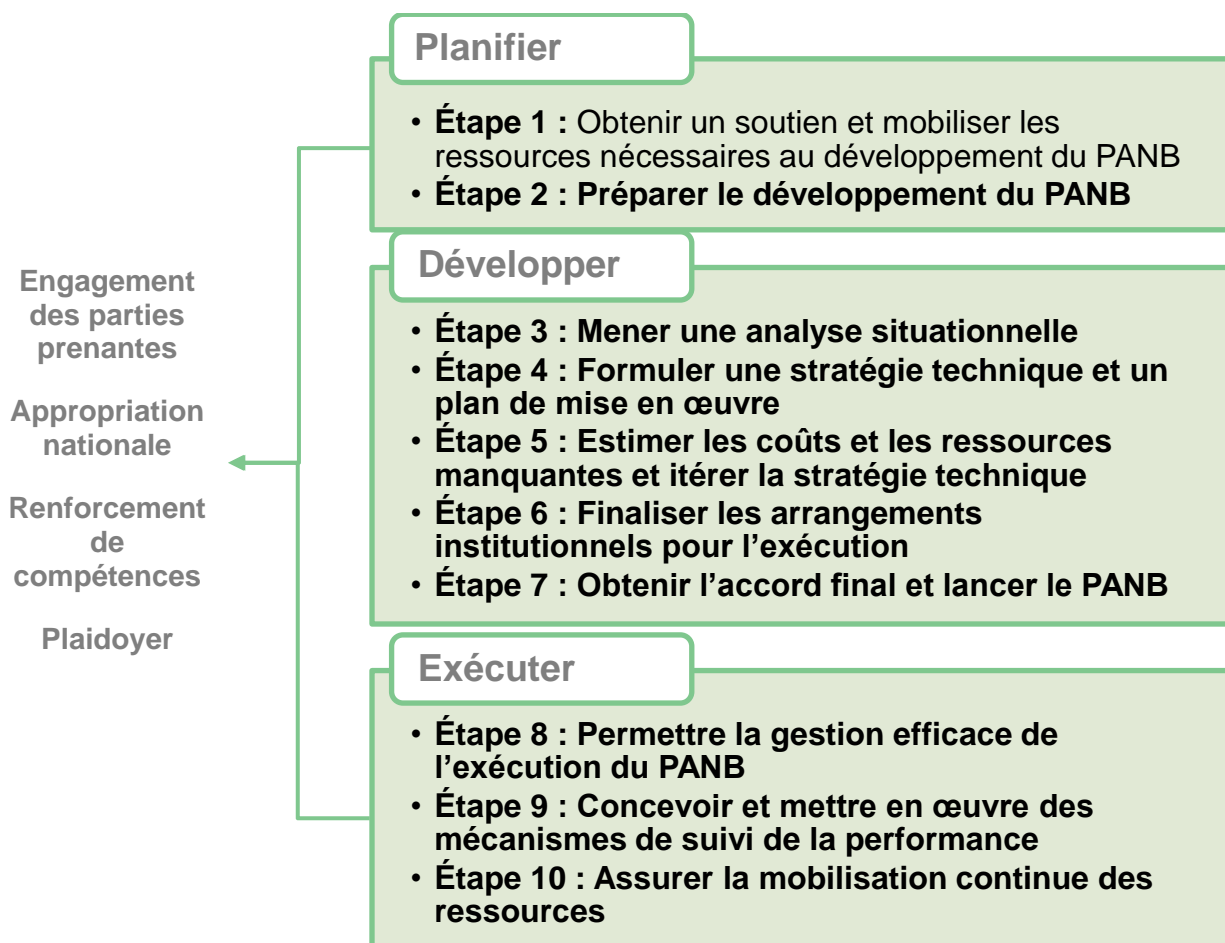 Planifier
• Étape 1 : Obtenir un soutien et mobiliser les
ressources nécessaires au développement du PANB
• Étape 2 : Préparer le développement du PANB
Développer
• Étape 3 : Mener une analyse situationnelle
• Étape 4 : Formuler une stratégie technique et un
plan de mise en œuvre
• Étape 5 : Estimer les coûts et les ressources
manquantes et itérer la stratégie technique
• Étape 6 : Finaliser les arrangements
institutionnels pour l’exécution
• Étape 7 : Obtenir l’accord final et lancer le PANB
Exécuter
• Étape 8 : Permettre la gestion efficace de
l’exécution du PANB
• Étape 9 : Concevoir et mettre en œuvre des
mécanismes de suivi de la performance
• Étape 10 : Assurer la mobilisation continue des
ressources
Engagement
des parties
prenantes
Appropriation
nationale
Renforcement
de
compétences
Plaidoyer